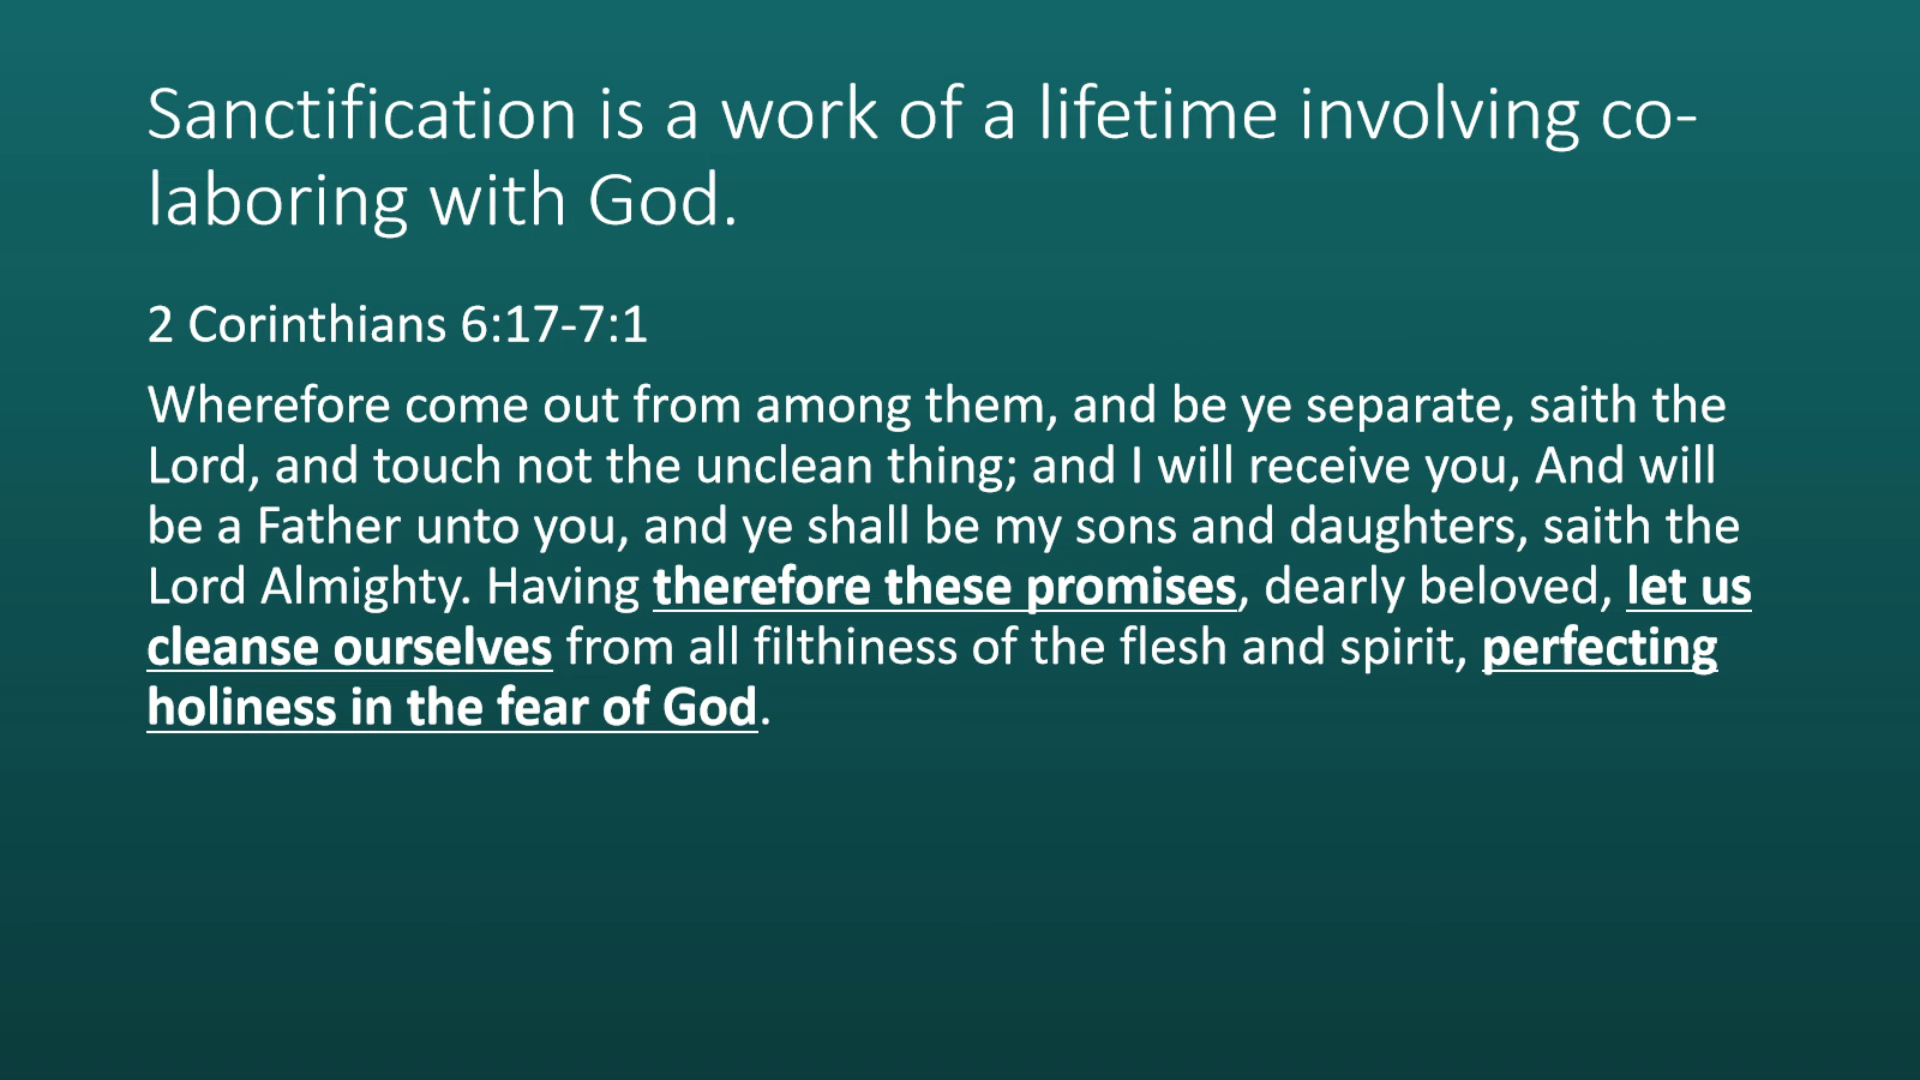 Sanctification is a work of a lifetime involving co-
laboring with God.
2 Corinthians 6:17-7:1
Wherefore come out from among them, and be ye separate, saith the
Lord, and touch not the unclean thing; and I will receive you, And will
be a Father unto you, and ye shall be my sons and daughters, saith the
Lord Almighty. Having therefore these promises, dearly beloved, let us
cleanse ourselves from all filthiness of the flesh and spirit, perfecting
holiness in the fear of God.